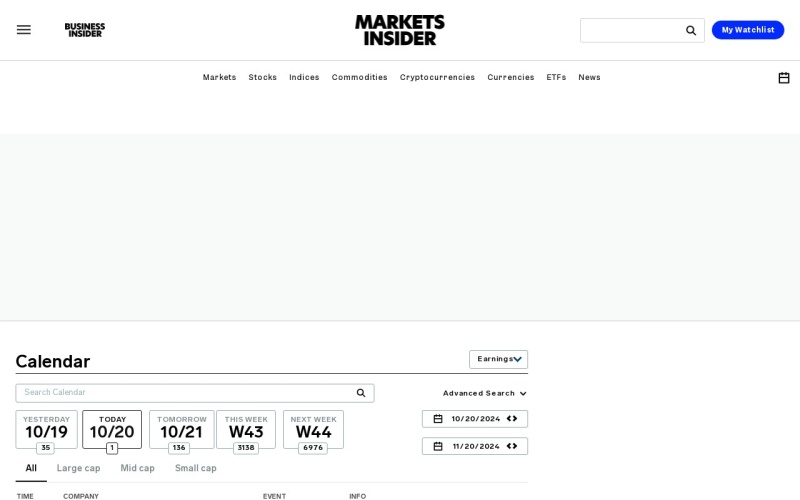 BUSINESS
INSIDER
MARKETS
INSIDER
My Watchlist
Markets Stocks Indices Commodities Cryptocurrencies Currencies ETFs News
Calendar
Earnings
Search Calendar
Advanced Search
YESTERDAY
10/19
35
TODAY
10/20
1
TOMORROW
10/21
136
THIS WEEK
W43
3138
NEXT WEEK
W44
6976
10/20/2024
11/20/2024
All Large cap Mid cap Small cap
TIME COMPANY EVENT INFO